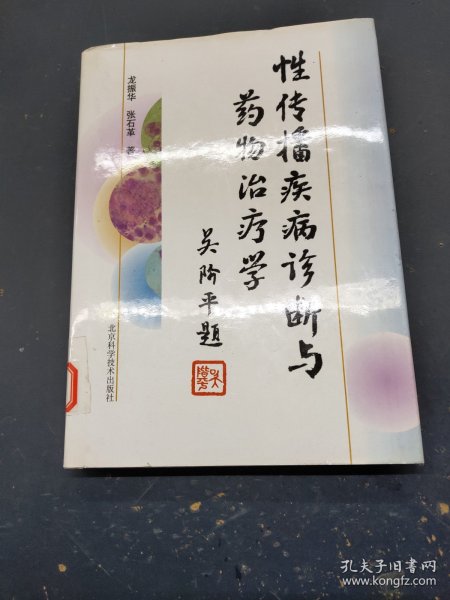 性传播疾病诊断与
药物治疗学
吴阶平题
龙振华 张石革 著
北京科学技术出版社
孔夫子旧书网
www.kongfz.com